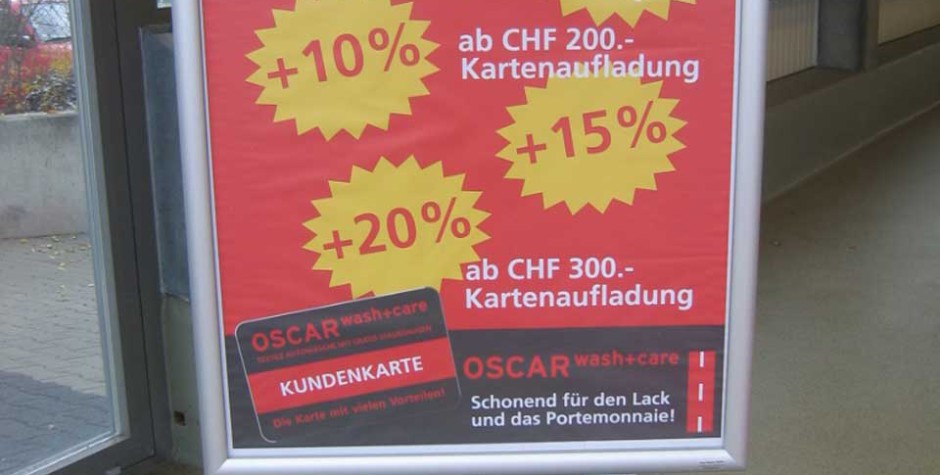 +10%
ab CHF 200.-
Kartenaufladung
+15%
+20%
ab CHF 300.-
Kartenaufladung
OSCAR wash+care
KUNDENKARTE
Die Karte mit vielen Vorteilen!
OSCAR wash+care
Schonend für den Lack
und das Portemonnaie!